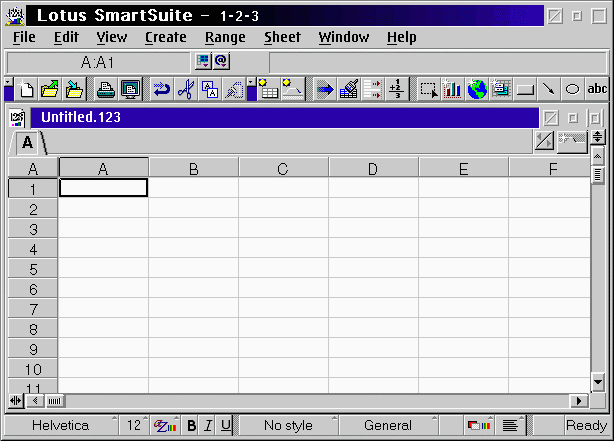 Lotus SmartSuite – 1-2-3
File Edit View Create Range Sheet Window Help
A:A1 @
abc
Untitled.123
A
A A B C D E F
1
2
3
4
5
6
7
8
9
10
11
Helvetica 12 B I U No style General Ready